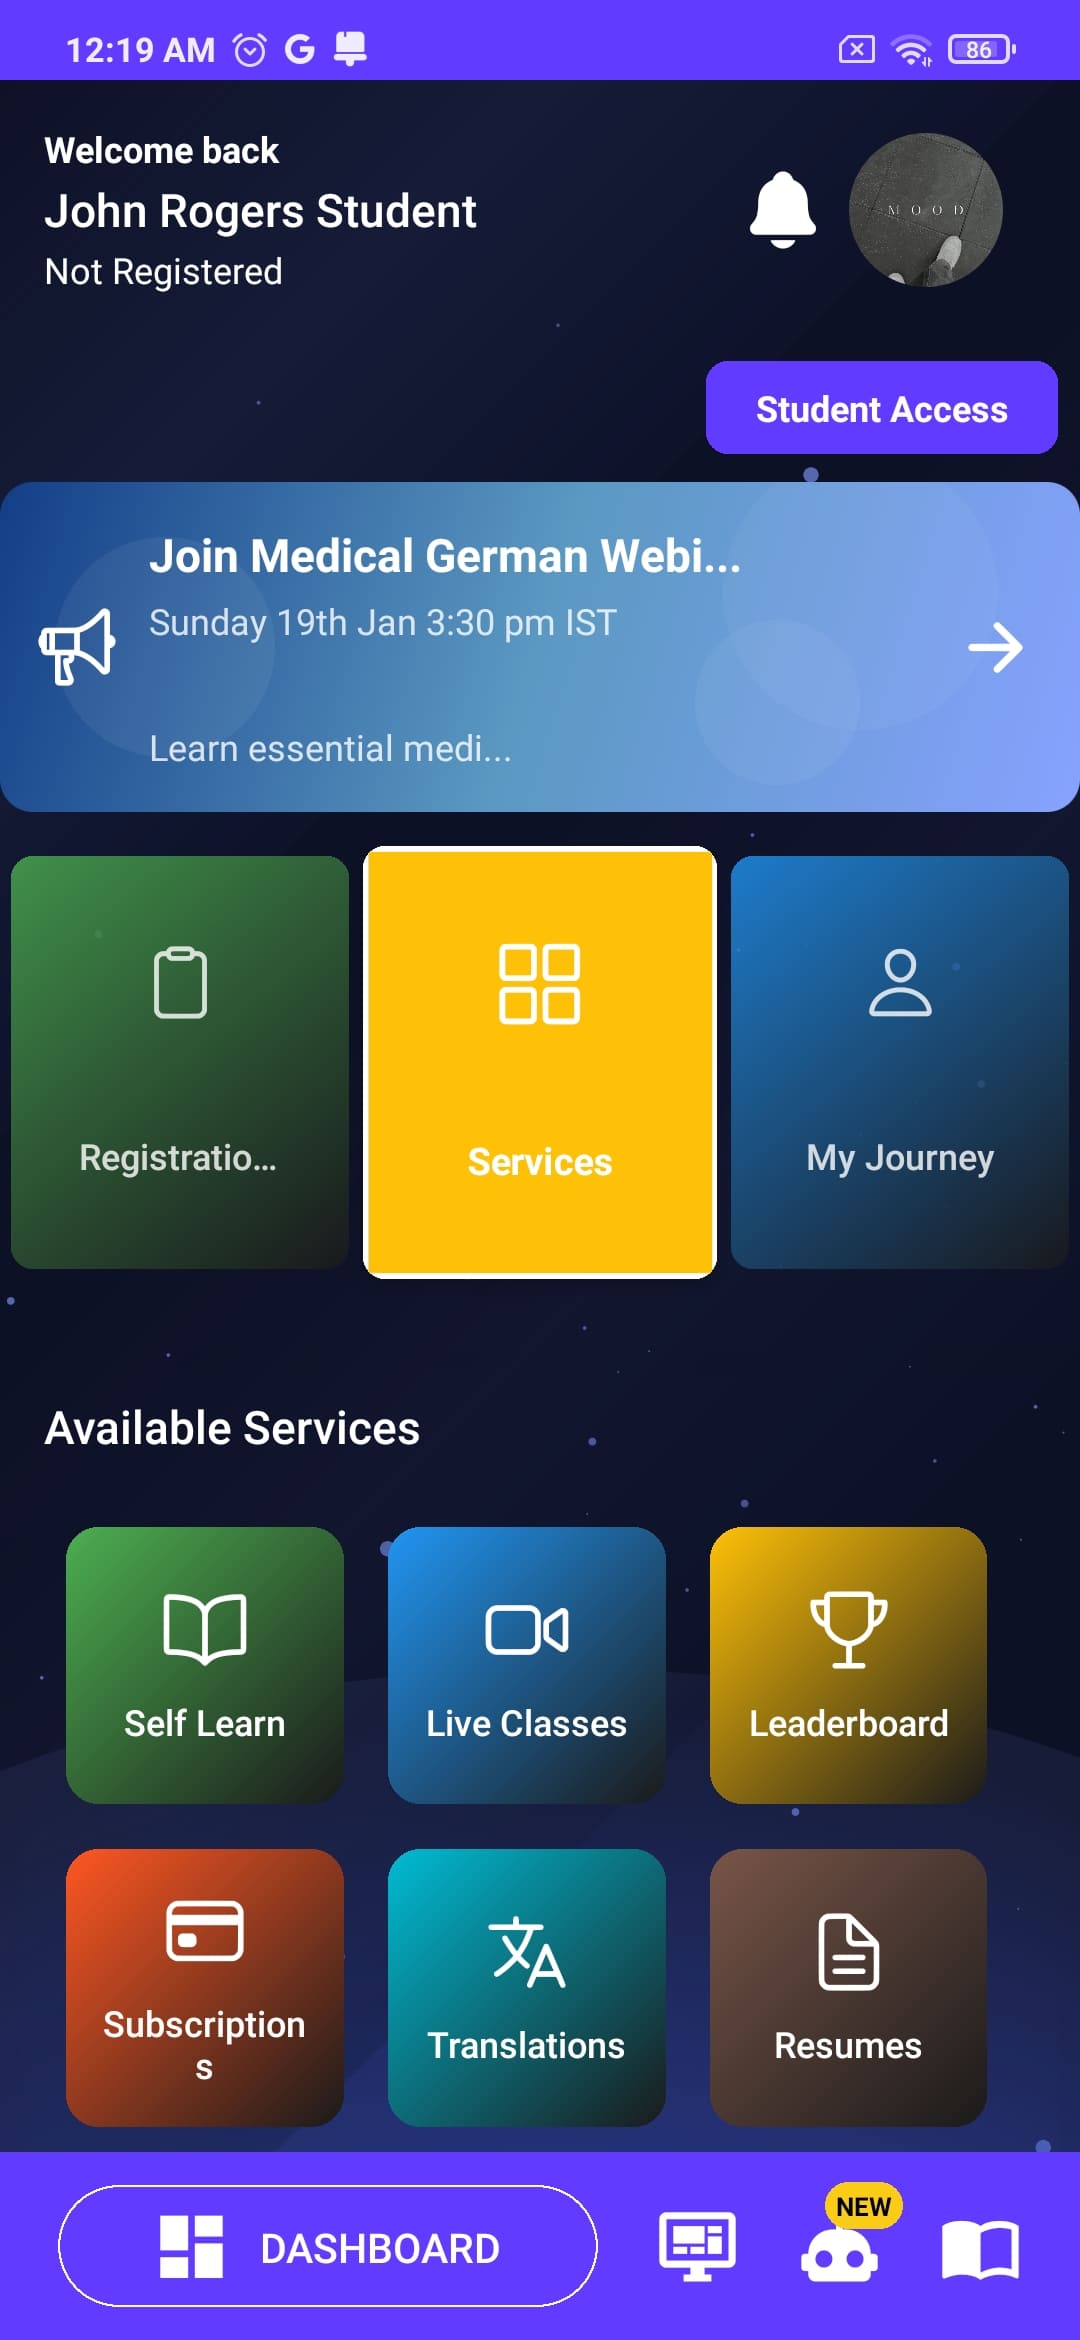 12:19 AM
86
Welcome back
John Rogers Student
Not Registered
M O O D
Student Access
Join Medical German Webi...
Sunday 19th Jan 3:30 pm IST
Learn essential medi...
Registratio...
Services
My Journey
Available Services
Self Learn
Live Classes
Leaderboard
Subscription
s
Translations
Resumes
NEW
DASHBOARD